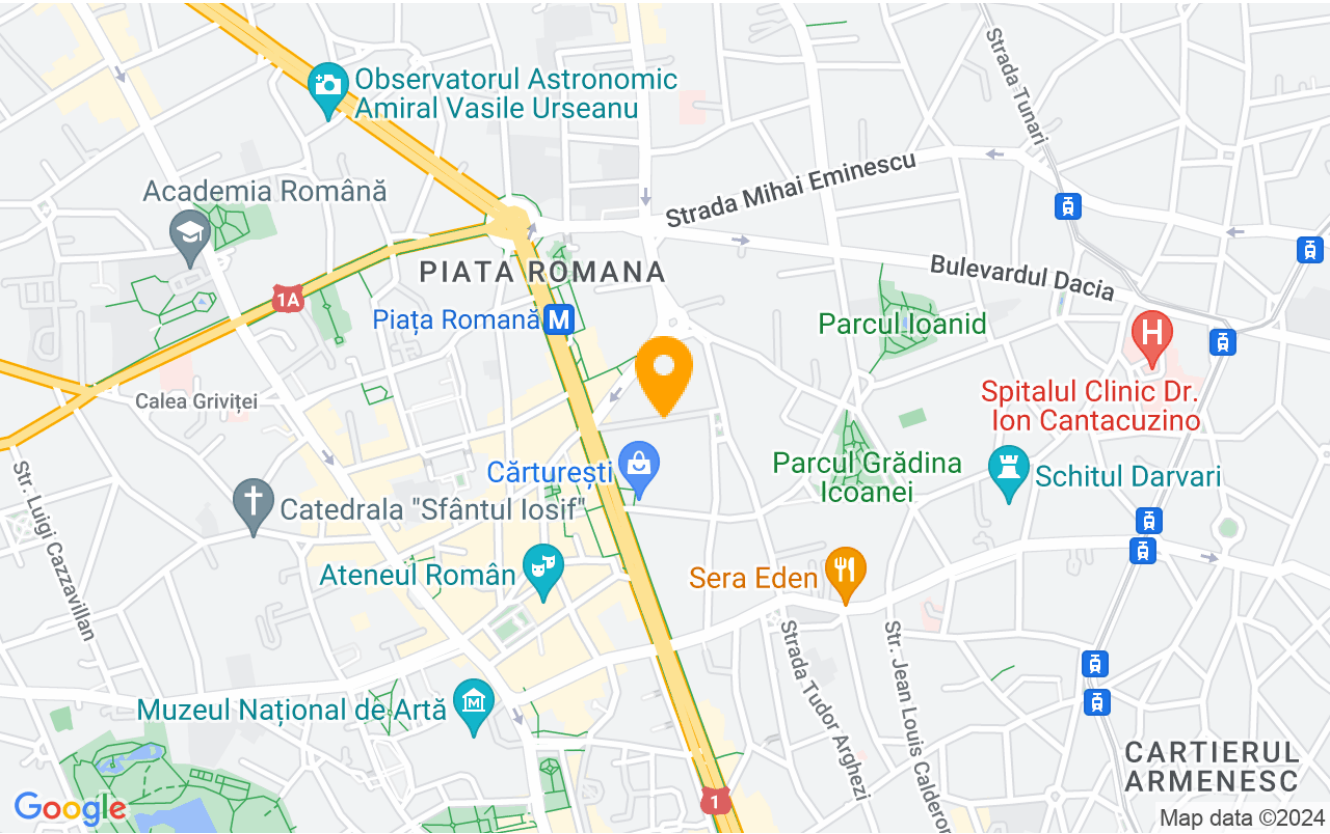 Strada Tunari
Observatorul Astronomic
Amiral Vasile Urseanu
Strada Mihai Eminescu
Academia Română
PIATA ROMANA
Bulevardul Dacia
1A
Piața Romană M
Parcul Ioanid
H
Spitalul Clinic Dr.
Ion Cantacuzino
Calea Griviței
Cărturești
Parcul Grădina
Icoanei
Schitul Darvari
Str. Luigi Cazzavillan
Catedrala "Sfântul Iosif"
Ateneul Român
Sera Eden
Strada Tudor Arghezi
Str. Jean Louis Calderon
Muzeul Național de Artă
M
CARTIERUL
ARMENESC
1
Google
Map data ©2024